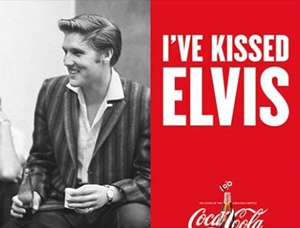 I'VE KISSED
ELVIS
100
Coca-Cola